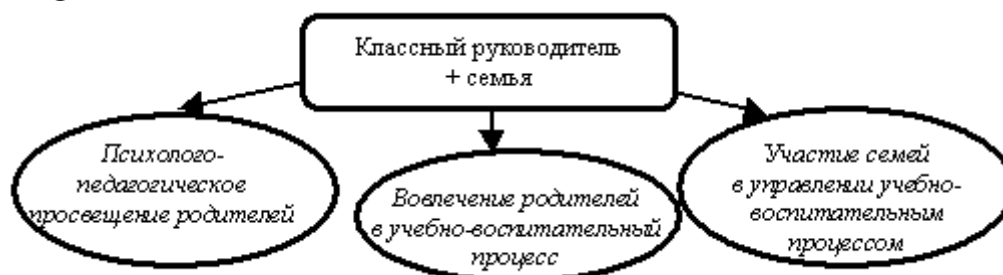 Классный руководитель
+ семья
Психолого-
педагогическое
просвещение родителей
Вовлечение родителей
в учебно-воспитательный
процесс
Участие семей
в управлении учебно-
воспитательным
процессом